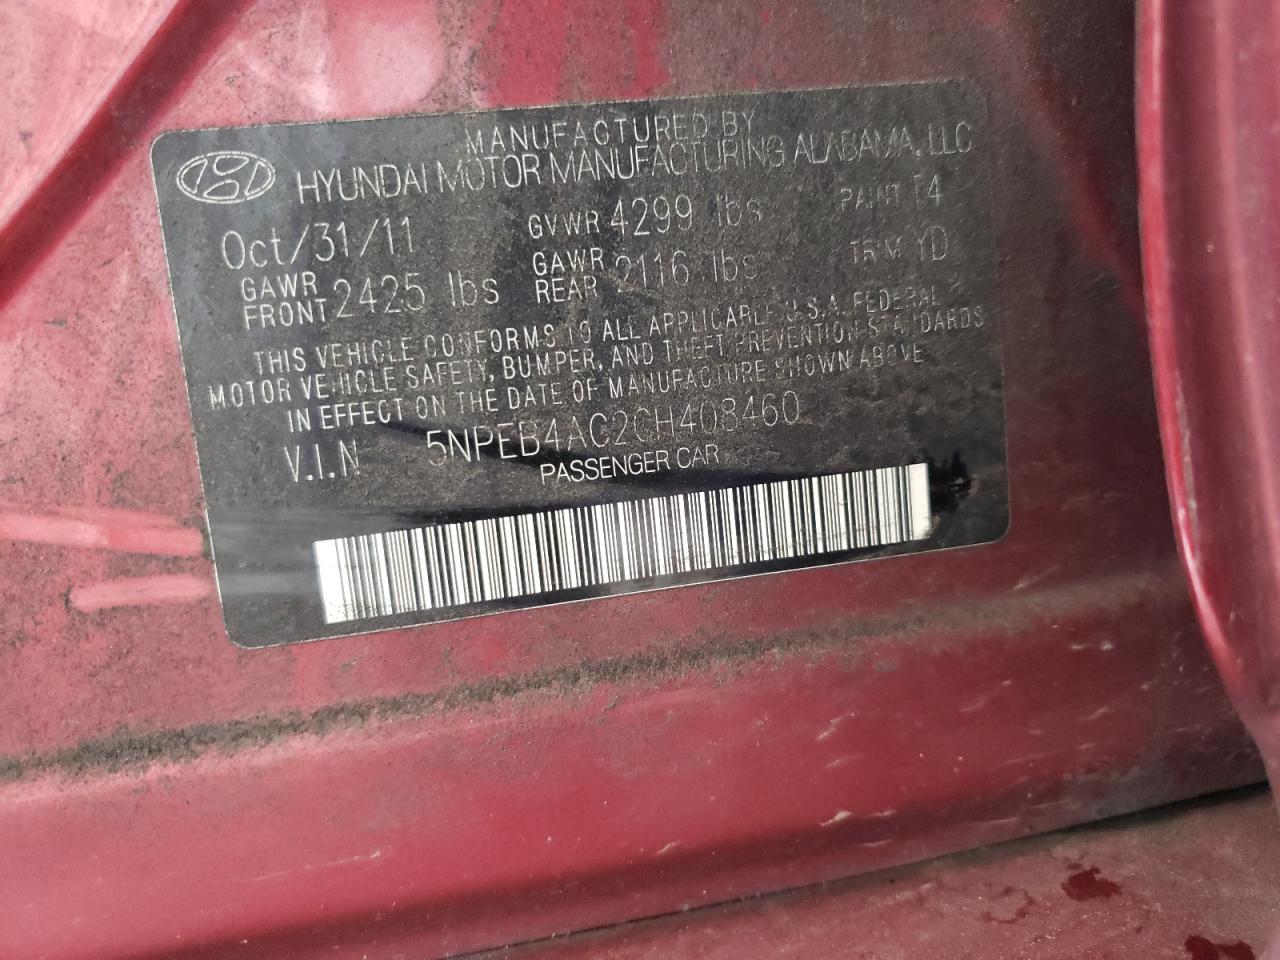 MANUFACTURED BY
HYUNDAI MOTOR MANUFACTURING ALABAMA, LLC
Oct/31/11 GVWR 4299 lbs PAINT T4
GAWR FRONT 2425 lbs GAWR REAR 2116 lbs TRIM YD
THIS VEHICLE CONFORMS TO ALL APPLICABLE U.S.A. FEDERAL
MOTOR VEHICLE SAFETY, BUMPER, AND THEFT PREVENTION STANDARDS
IN EFFECT ON THE DATE OF MANUFACTURE SHOWN ABOVE
V.I.N 5NPEB4AC2CH408460
PASSENGER CAR